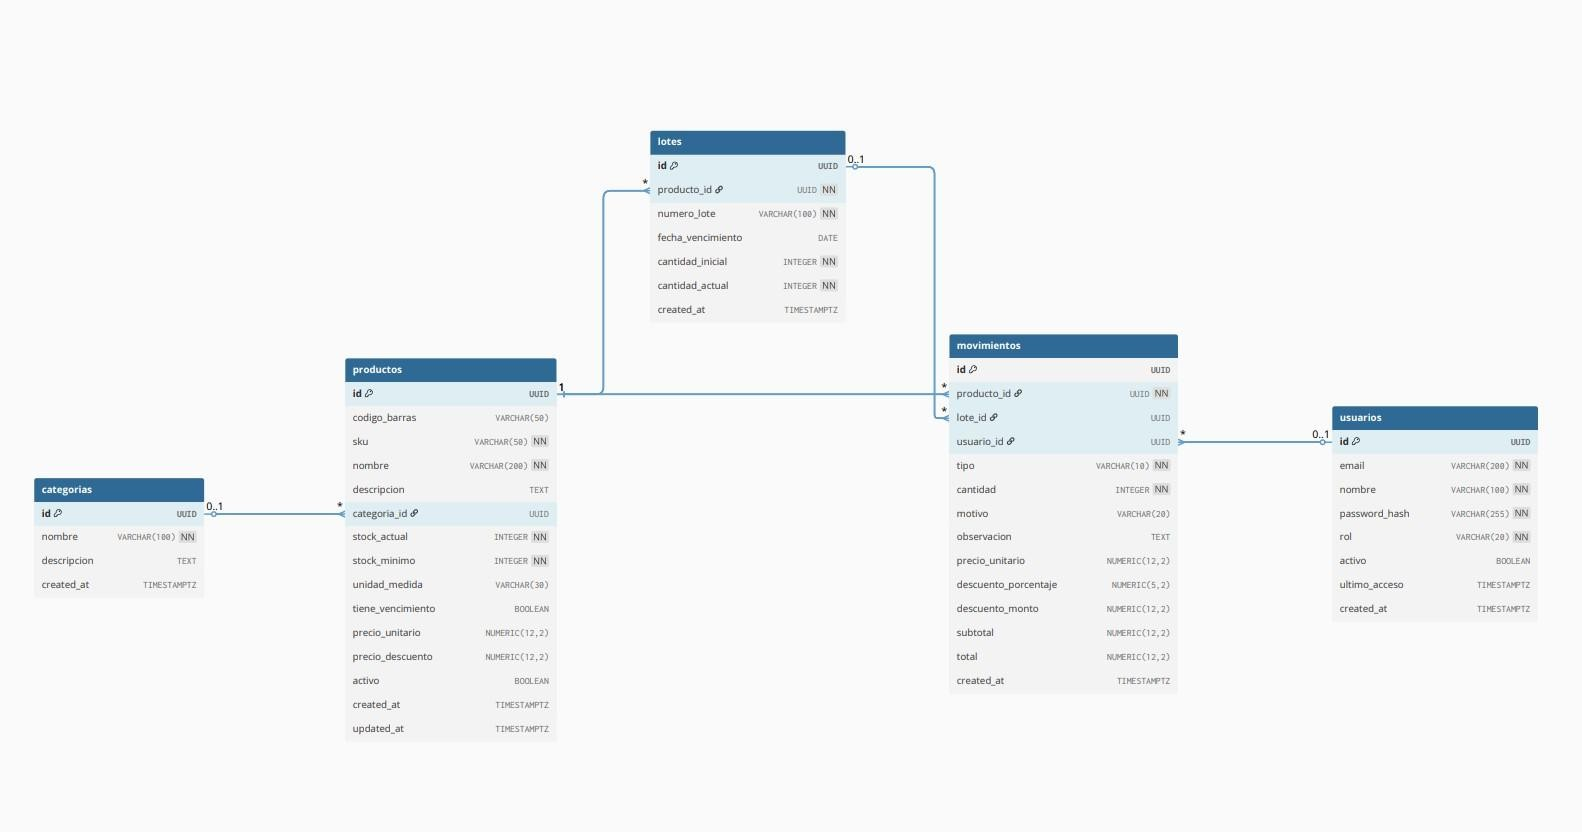 lotes
id UUID
producto_id UUID NN
numero_lote VARCHAR(100) NN
fecha_vencimiento DATE
cantidad_inicial INTEGER NN
cantidad_actual INTEGER NN
created_at TIMESTAMPTZ
0..1
*
movimientos
id UUID
producto_id UUID NN
lote_id UUID
usuario_id UUID
tipo VARCHAR(10) NN
cantidad INTEGER NN
motivo VARCHAR(20)
observacion TEXT
precio_unitario NUMERIC(12,2)
descuento_porcentaje NUMERIC(5,2)
descuento_monto NUMERIC(12,2)
subtotal NUMERIC(12,2)
total NUMERIC(12,2)
created_at TIMESTAMPTZ
*
*
*
productos
id UUID
codigo_barras VARCHAR(50)
sku VARCHAR(50) NN
nombre VARCHAR(200) NN
descripcion TEXT
categoria_id UUID
stock_actual INTEGER NN
stock_minimo INTEGER NN
unidad_medida VARCHAR(30)
tiene_vencimiento BOOLEAN
precio_unitario NUMERIC(12,2)
precio_descuento NUMERIC(12,2)
activo BOOLEAN
created_at TIMESTAMPTZ
updated_at TIMESTAMPTZ
1
*
usuarios
id UUID
email VARCHAR(200) NN
nombre VARCHAR(100) NN
password_hash VARCHAR(255) NN
rol VARCHAR(20) NN
activo BOOLEAN
ultimo_acceso TIMESTAMPTZ
created_at TIMESTAMPTZ
0..1
categorias
id UUID
nombre VARCHAR(100) NN
descripcion TEXT
created_at TIMESTAMPTZ
0..1